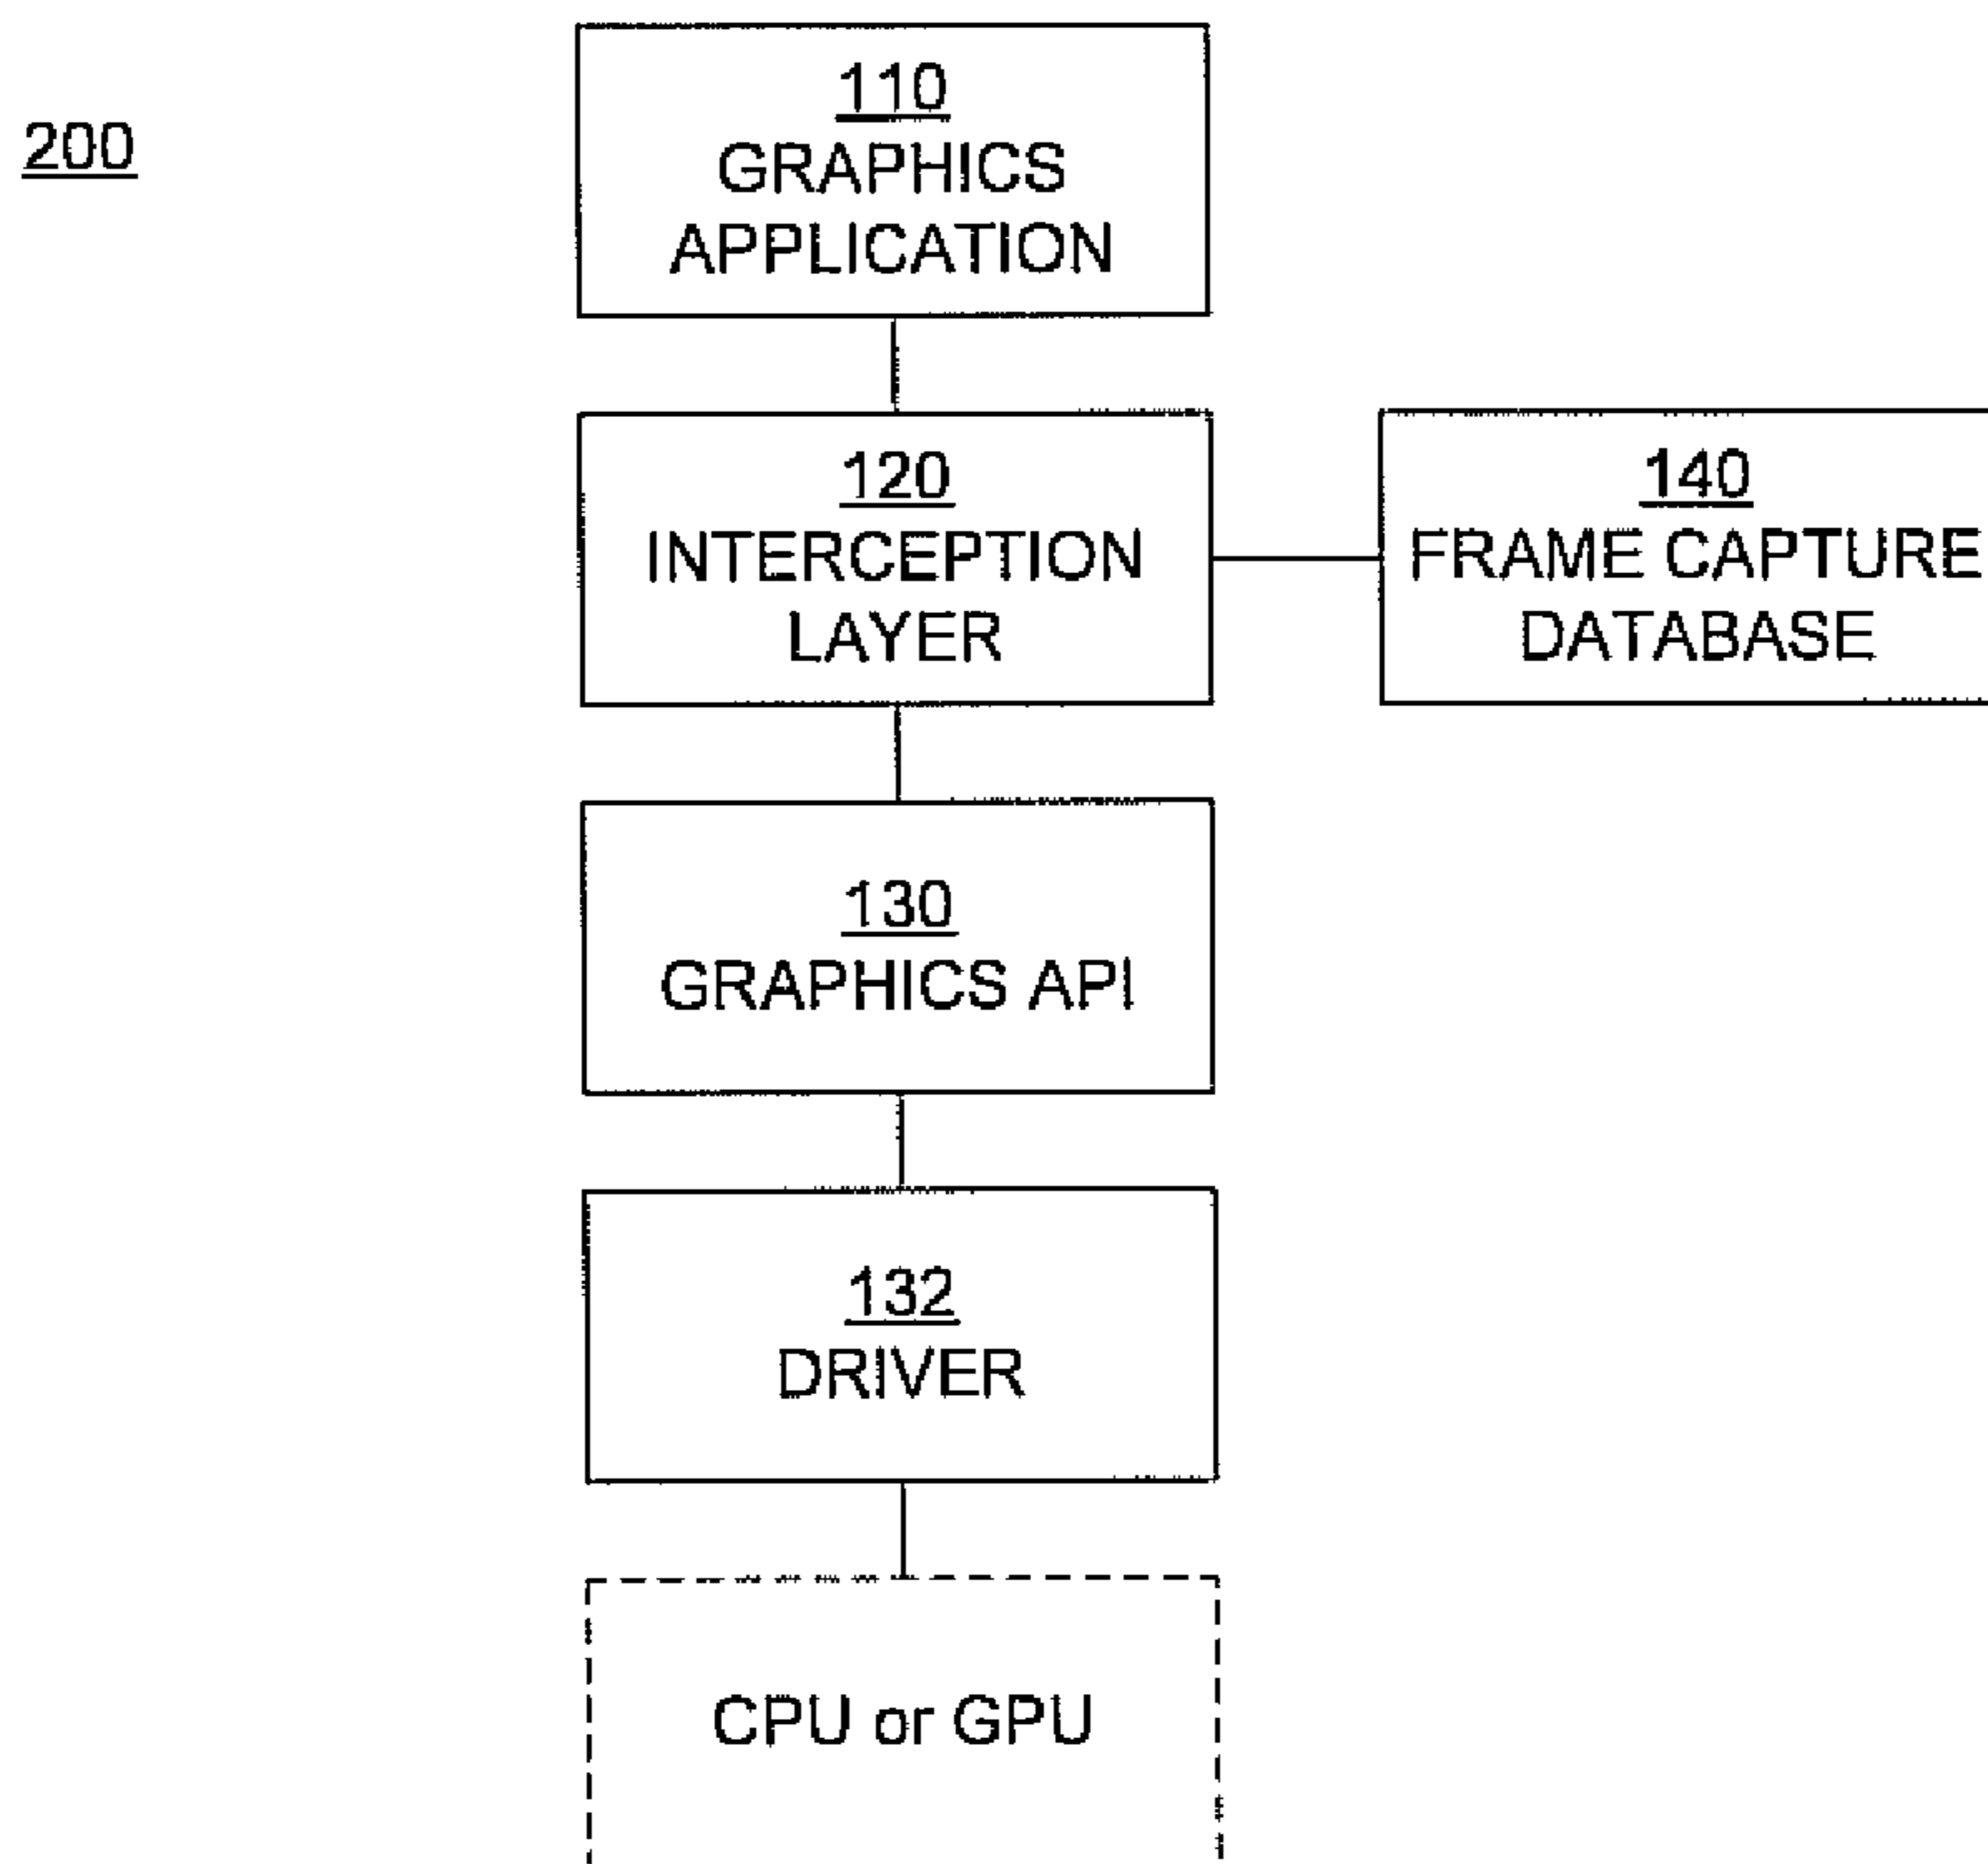 200
110
GRAPHICS
APPLICATION
120
INTERCEPTION
LAYER
140
FRAME CAPTURE
DATABASE
130
GRAPHICS API
132
DRIVER
CPU or GPU